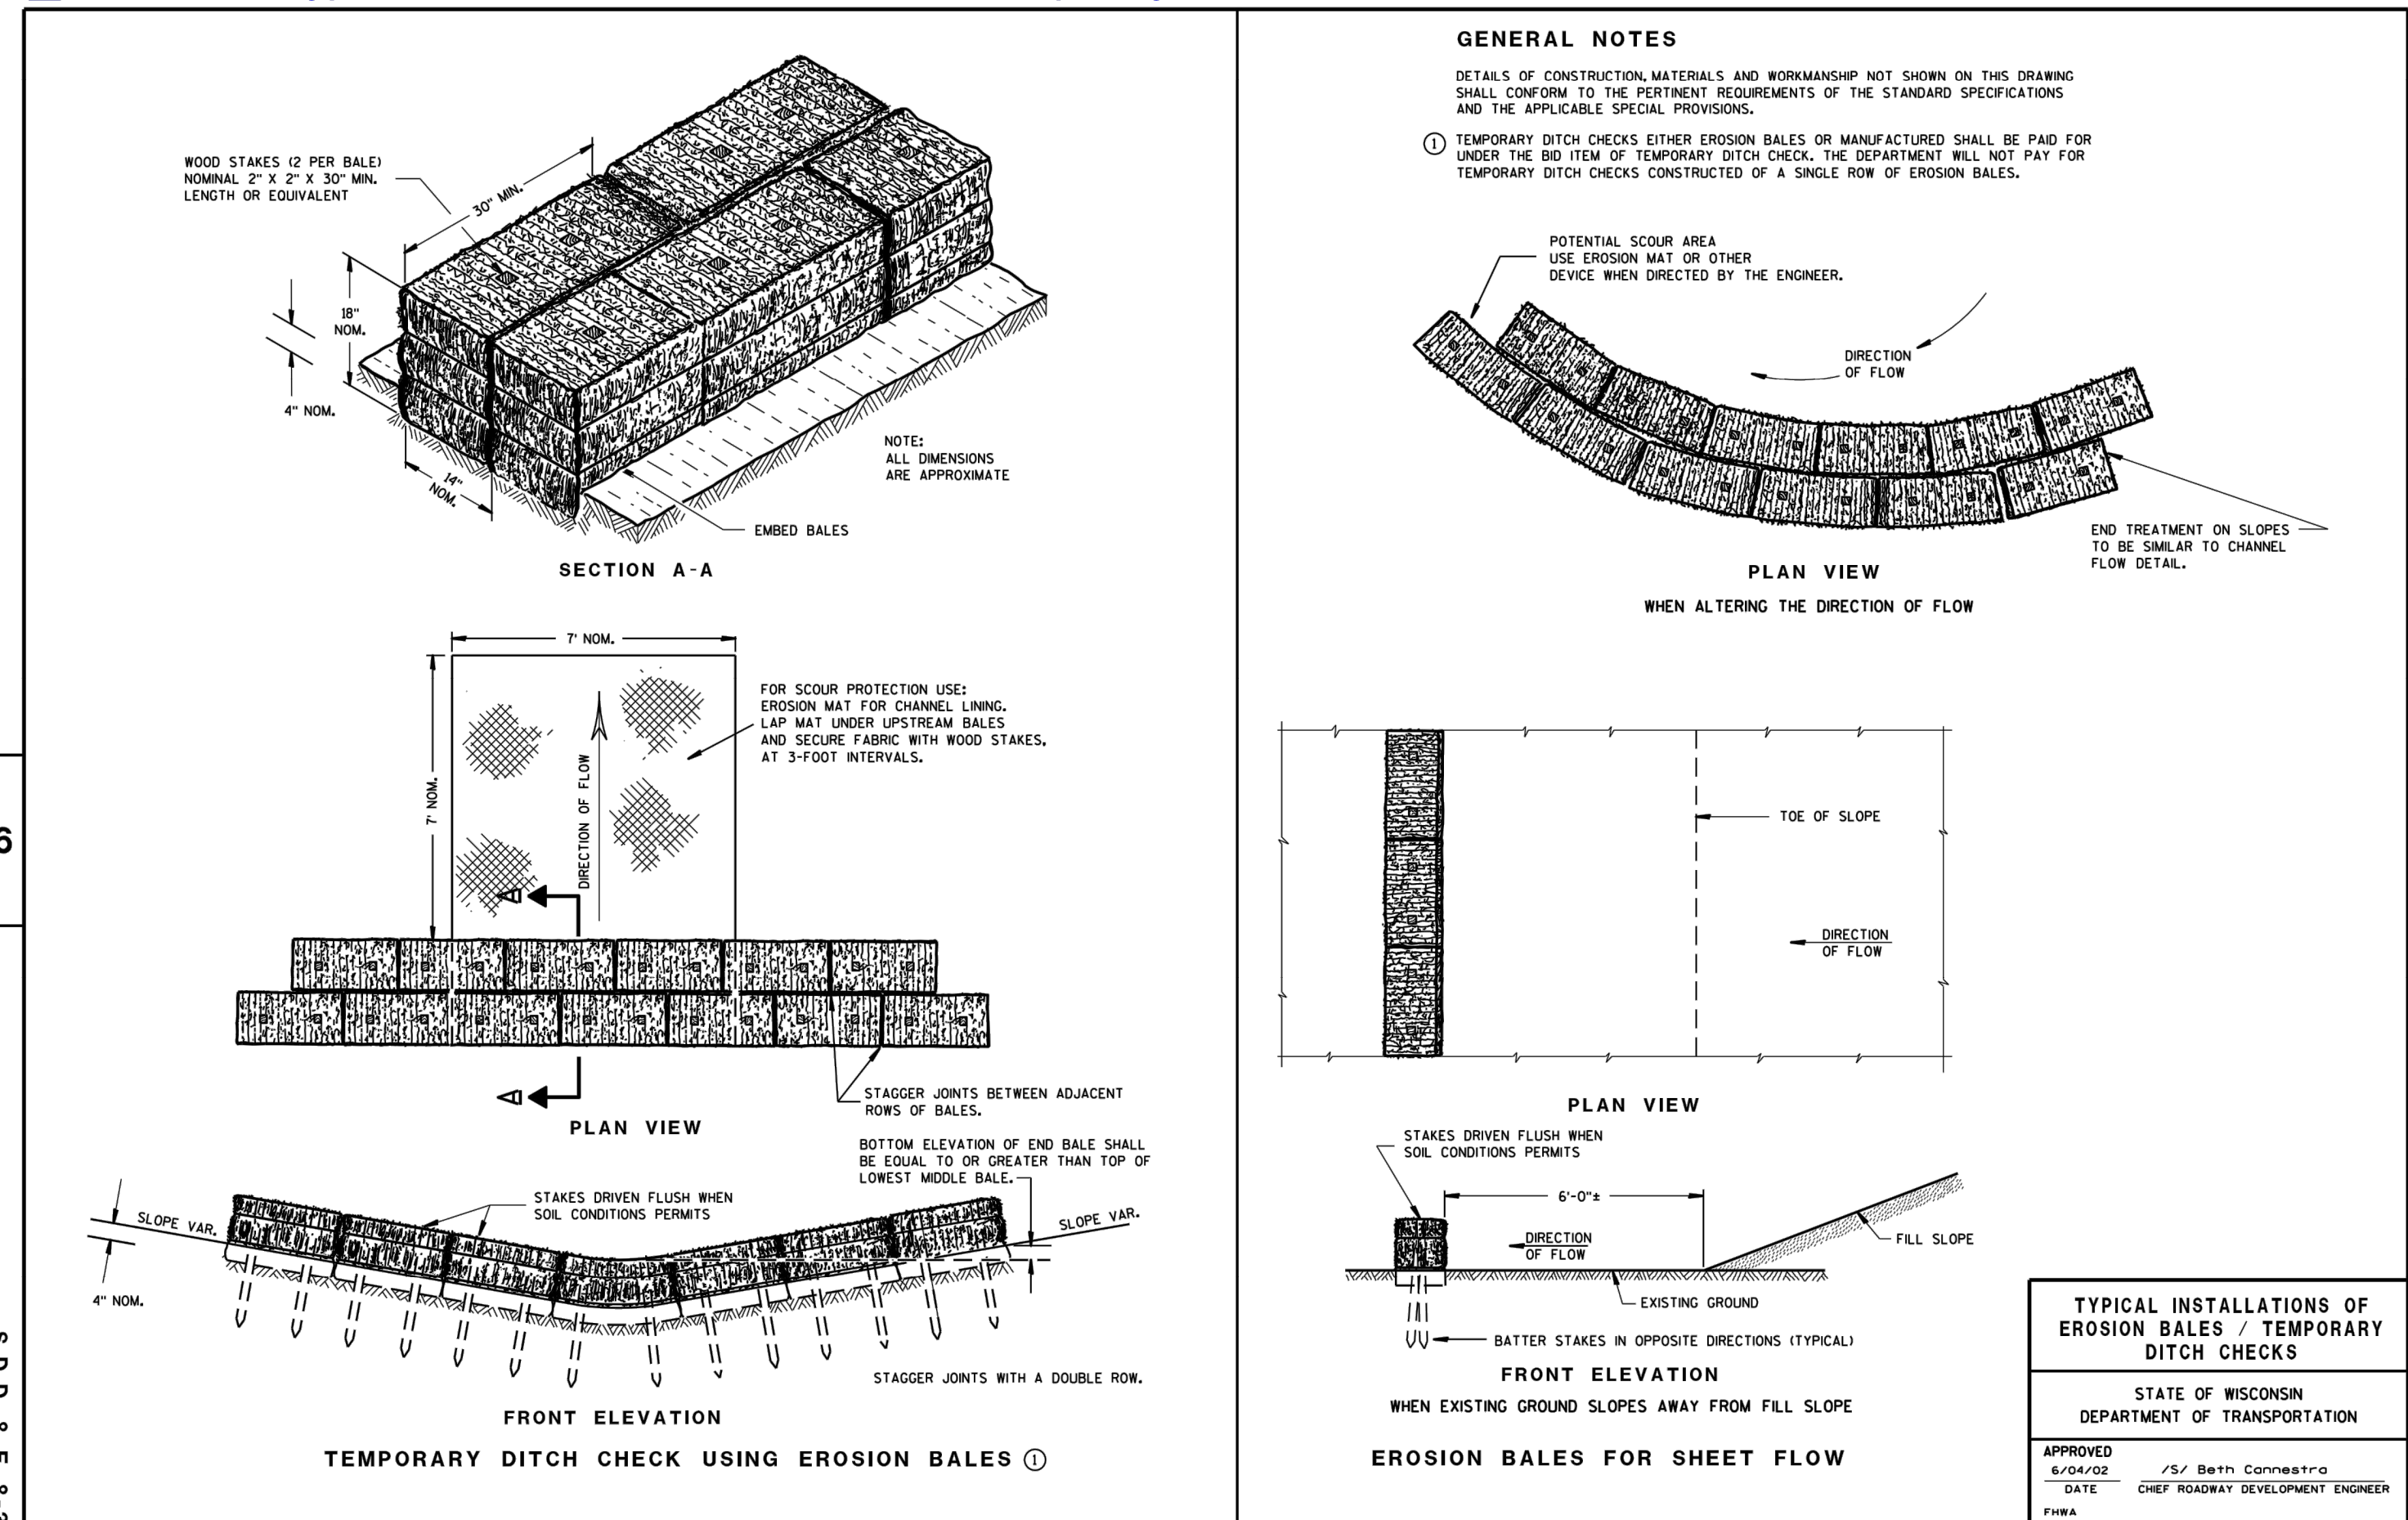 WOOD STAKES (2 PER BALE)
NOMINAL 2" X 2" X 30" MIN.
LENGTH OR EQUIVALENT
30" MIN.
18"
NOM.
4" NOM.
14"
NOM.
NOTE:
ALL DIMENSIONS
ARE APPROXIMATE
EMBED BALES
SECTION A-A
7' NOM.
7' NOM.
DIRECTION OF FLOW
FOR SCOUR PROTECTION USE:
EROSION MAT FOR CHANNEL LINING.
LAP MAT UNDER UPSTREAM BALES
AND SECURE FABRIC WITH WOOD STAKES,
AT 3-FOOT INTERVALS.
A
A
STAGGER JOINTS BETWEEN ADJACENT
ROWS OF BALES.
PLAN VIEW
BOTTOM ELEVATION OF END BALE SHALL
BE EQUAL TO OR GREATER THAN TOP OF
LOWEST MIDDLE BALE.
STAKES DRIVEN FLUSH WHEN
SOIL CONDITIONS PERMITS
SLOPE VAR.
SLOPE VAR.
4" NOM.
STAGGER JOINTS WITH A DOUBLE ROW.
FRONT ELEVATION
TEMPORARY DITCH CHECK USING EROSION BALES ①
GENERAL NOTES
DETAILS OF CONSTRUCTION, MATERIALS AND WORKMANSHIP NOT SHOWN ON THIS DRAWING
SHALL CONFORM TO THE PERTINENT REQUIREMENTS OF THE STANDARD SPECIFICATIONS
AND THE APPLICABLE SPECIAL PROVISIONS.
① TEMPORARY DITCH CHECKS EITHER EROSION BALES OR MANUFACTURED SHALL BE PAID FOR
UNDER THE BID ITEM OF TEMPORARY DITCH CHECK. THE DEPARTMENT WILL NOT PAY FOR
TEMPORARY DITCH CHECKS CONSTRUCTED OF A SINGLE ROW OF EROSION BALES.
POTENTIAL SCOUR AREA
USE EROSION MAT OR OTHER
DEVICE WHEN DIRECTED BY THE ENGINEER.
DIRECTION
OF FLOW
END TREATMENT ON SLOPES
TO BE SIMILAR TO CHANNEL
FLOW DETAIL.
PLAN VIEW
WHEN ALTERING THE DIRECTION OF FLOW
TOE OF SLOPE
DIRECTION
OF FLOW
PLAN VIEW
STAKES DRIVEN FLUSH WHEN
SOIL CONDITIONS PERMITS
6'-0"±
DIRECTION
OF FLOW
FILL SLOPE
EXISTING GROUND
BATTER STAKES IN OPPOSITE DIRECTIONS (TYPICAL)
FRONT ELEVATION
WHEN EXISTING GROUND SLOPES AWAY FROM FILL SLOPE
EROSION BALES FOR SHEET FLOW
TYPICAL INSTALLATIONS OF
EROSION BALES / TEMPORARY
DITCH CHECKS
STATE OF WISCONSIN
DEPARTMENT OF TRANSPORTATION
APPROVED
6/04/02 /S/ Beth Cannestra
DATE CHIEF ROADWAY DEVELOPMENT ENGINEER
FHWA
6